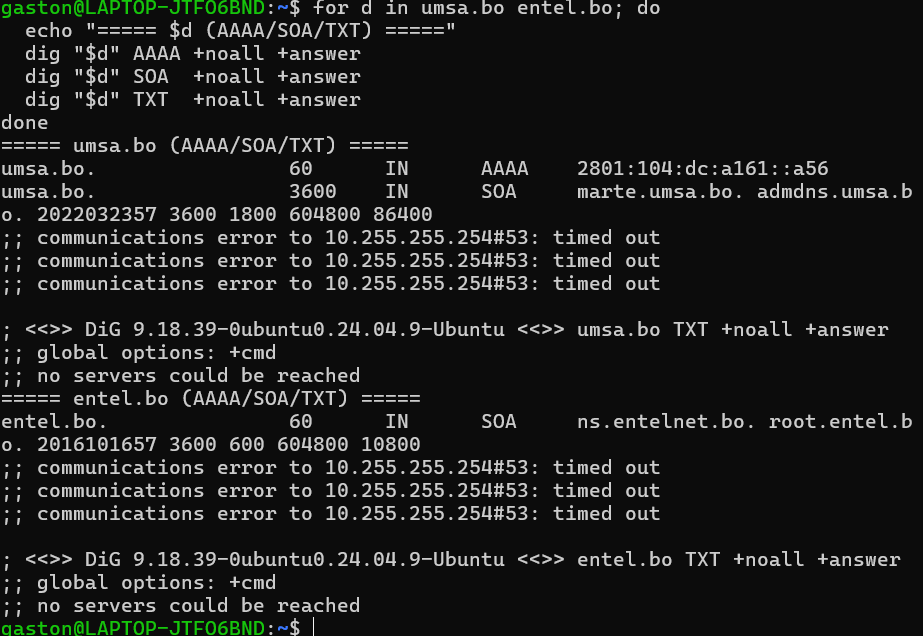 gaston@LAPTOP-JTFO6BND:~$ for d in umsa.bo entel.bo; do
  echo "===== $d (AAAA/SOA/TXT) ====="
  dig "$d" AAAA +noall +answer
  dig "$d" SOA  +noall +answer
  dig "$d" TXT  +noall +answer
done
===== umsa.bo (AAAA/SOA/TXT) =====
umsa.bo.                60      IN      AAAA    2801:104:dc:a161::a56
umsa.bo.                3600    IN      SOA     marte.umsa.bo. admdns.umsa.b
o. 2022032357 3600 1800 604800 86400
;; communications error to 10.255.255.254#53: timed out
;; communications error to 10.255.255.254#53: timed out
;; communications error to 10.255.255.254#53: timed out

; <<>> DiG 9.18.39-0ubuntu0.24.04.9-Ubuntu <<>> umsa.bo TXT +noall +answer
;; global options: +cmd
;; no servers could be reached
===== entel.bo (AAAA/SOA/TXT) =====
entel.bo.               60      IN      SOA     ns.entelnet.bo. root.entel.b
o. 2016101657 3600 600 604800 10800
;; communications error to 10.255.255.254#53: timed out
;; communications error to 10.255.255.254#53: timed out
;; communications error to 10.255.255.254#53: timed out

; <<>> DiG 9.18.39-0ubuntu0.24.04.9-Ubuntu <<>> entel.bo TXT +noall +answer
;; global options: +cmd
;; no servers could be reached
gaston@LAPTOP-JTFO6BND:~$